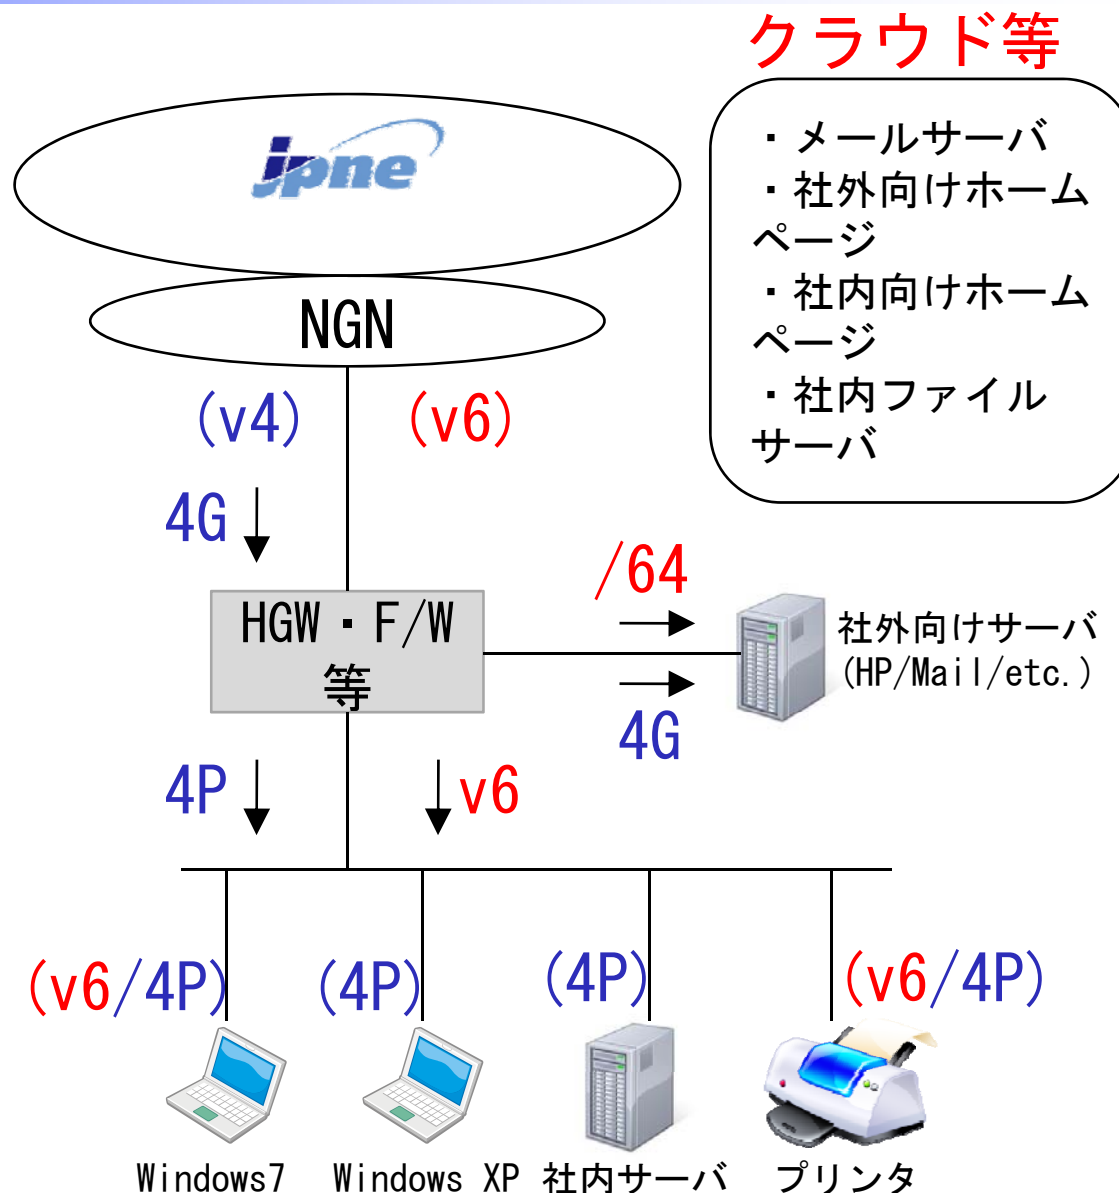 クラウド等
jpne
・メールサーバ
・社外向けホーム
ページ
・社内向けホーム
ページ
・社内ファイル
サーバ
NGN
(v4)
(v6)
4G
/64
HGW・F/W
等
社外向けサーバ
(HP/Mail/etc.)
4G
4P
v6
(v6/4P)
(4P)
(4P)
(v6/4P)
Windows7
Windows XP
社内サーバ
プリンタ